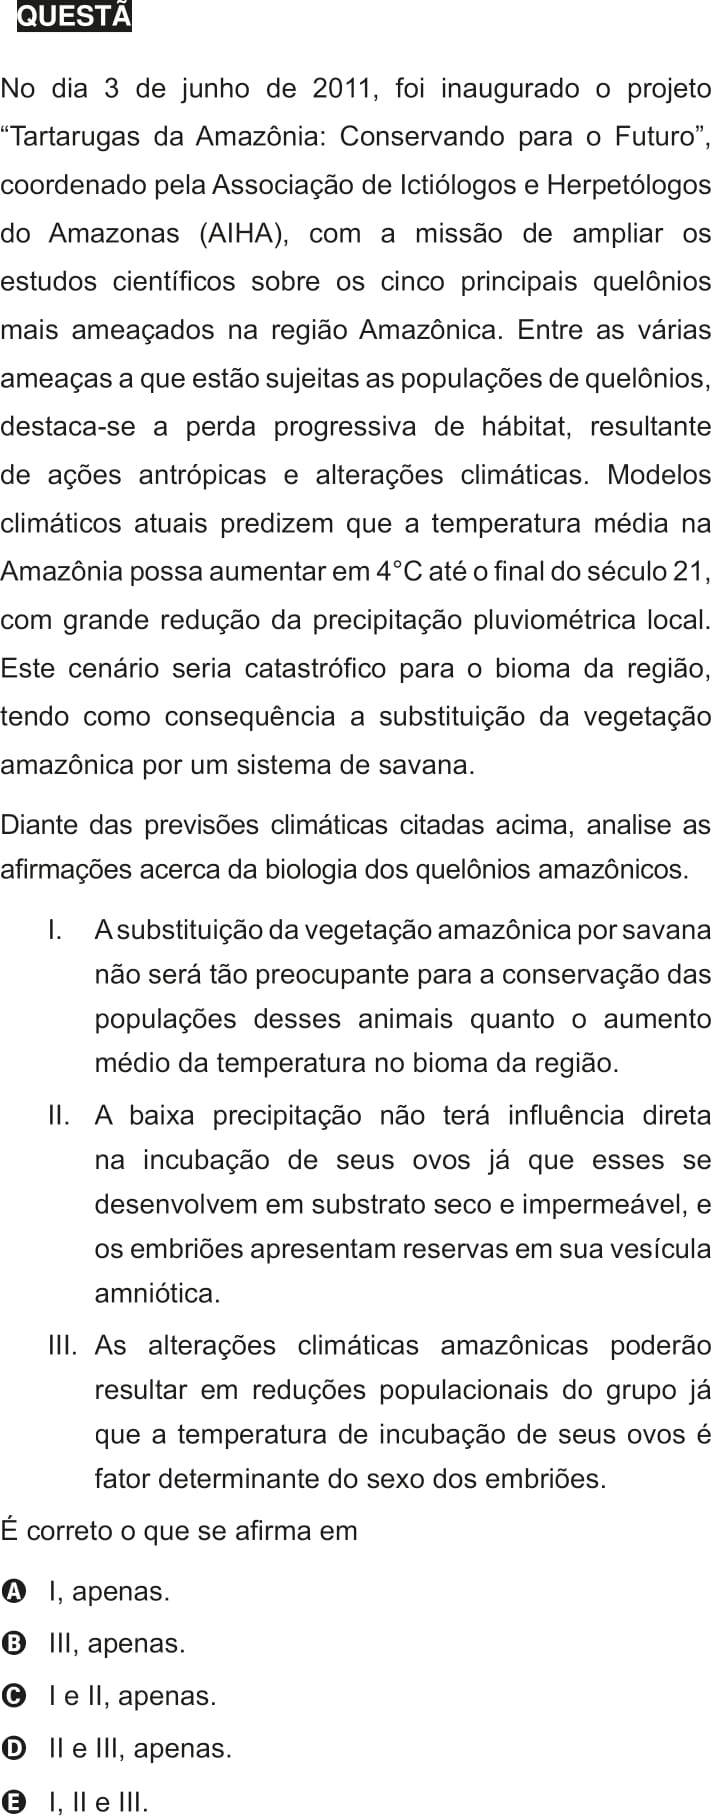 QUESTÃ
No dia 3 de junho de 2011, foi inaugurado o projeto
“Tartarugas da Amazônia: Conservando para o Futuro”,
coordenado pela Associação de Ictiólogos e Herpetólogos
do Amazonas (AIHA), com a missão de ampliar os
estudos científicos sobre os cinco principais quelônios
mais ameaçados na região Amazônica. Entre as várias
ameaças a que estão sujeitas as populações de quelônios,
destaca-se a perda progressiva de hábitat, resultante
de ações antrópicas e alterações climáticas. Modelos
climáticos atuais predizem que a temperatura média na
Amazônia possa aumentar em 4°C até o final do século 21,
com grande redução da precipitação pluviométrica local.
Este cenário seria catastrófico para o bioma da região,
tendo como consequência a substituição da vegetação
amazônica por um sistema de savana.
Diante das previsões climáticas citadas acima, analise as
afirmações acerca da biologia dos quelônios amazônicos.
I. A substituição da vegetação amazônica por savana
não será tão preocupante para a conservação das
populações desses animais quanto o aumento
médio da temperatura no bioma da região.
II. A baixa precipitação não terá influência direta
na incubação de seus ovos já que esses se
desenvolvem em substrato seco e impermeável, e
os embriões apresentam reservas em sua vesícula
amniótica.
III. As alterações climáticas amazônicas poderão
resultar em reduções populacionais do grupo já
que a temperatura de incubação de seus ovos é
fator determinante do sexo dos embriões.
É correto o que se afirma em
A I, apenas.
B III, apenas.
C I e II, apenas.
D II e III, apenas.
E I, II e III.